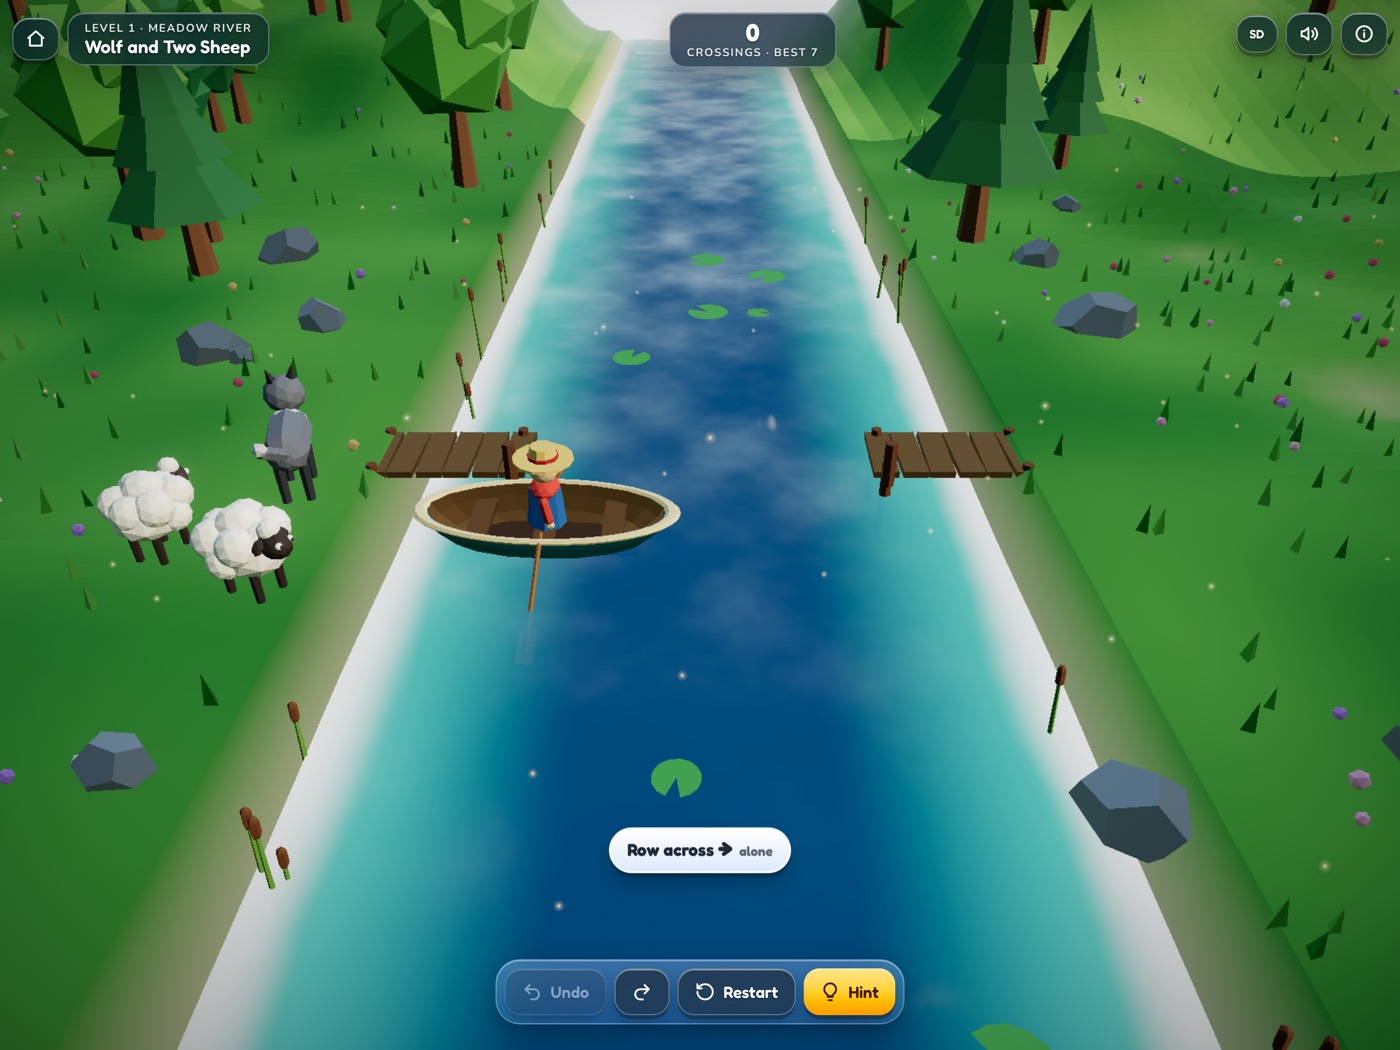 LEVEL 1 · MEADOW RIVER
Wolf and Two Sheep
0
CROSSINGS · BEST 7
SD
Row across → alone
Undo
Restart
Hint